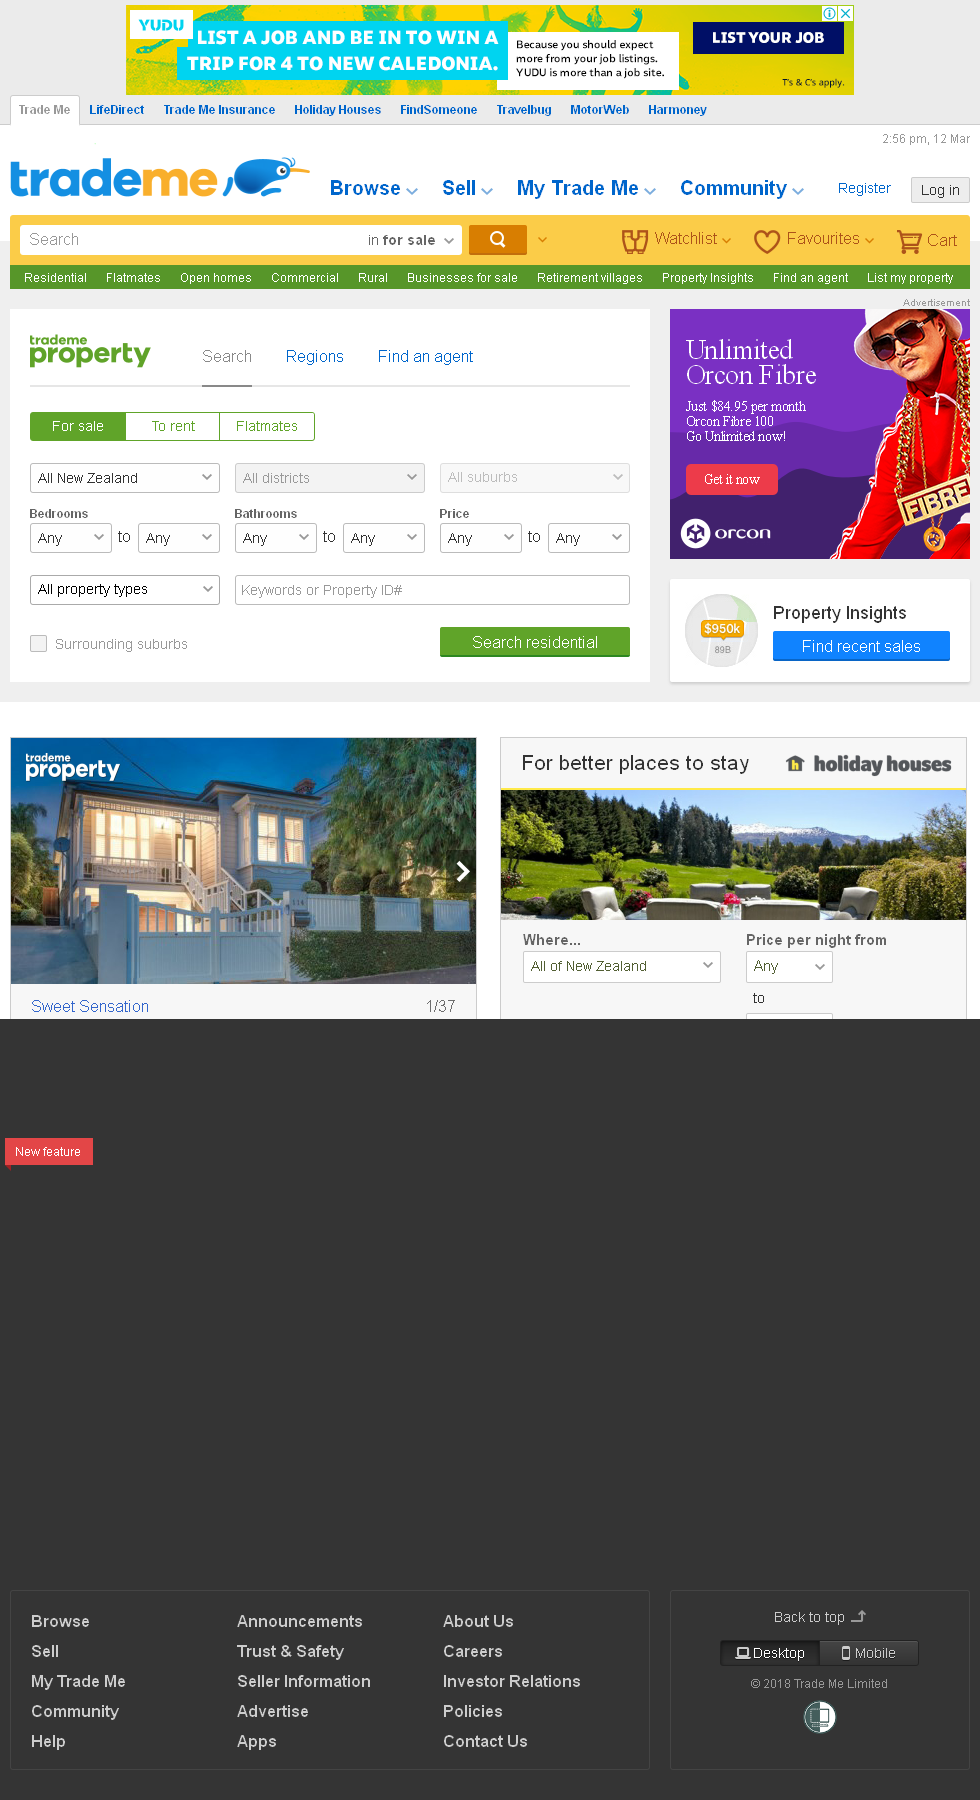 YUDU
LIST A JOB AND BE IN TO WIN A
TRIP FOR 4 TO NEW CALEDONIA.
Because you should expect
more from your job listings.
YUDU is more than a job site.
LIST YOUR JOB
T's & C's apply.
Trade Me LifeDirect Trade Me Insurance Holiday Houses FindSomeone Travelbug MotorWeb Harmoney
2:56 pm, 12 Mar
trademe
Browse Sell My Trade Me Community Register Log in
Search in for sale Watchlist Favourites Cart
Residential Flatmates Open homes Commercial Rural Businesses for sale Retirement villages Property Insights Find an agent List my property
Advertisement
trademe
property
Search Regions Find an agent
For sale To rent Flatmates
All New Zealand All districts All suburbs
Bedrooms Bathrooms Price
Any to Any Any to Any Any to Any
All property types Keywords or Property ID#
Surrounding suburbs Search residential
Unlimited
Orcon Fibre
Just $84.95 per month
Orcon Fibre 100
Go Unlimited now!
Get it now
FIBRE
orcon
$950k
89B
Property Insights
Find recent sales
trademe
property
Sweet Sensation 1/37
For better places to stay holiday houses
Where... Price per night from
All of New Zealand Any
to
New feature
Browse Announcements About Us
Sell Trust & Safety Careers
My Trade Me Seller Information Investor Relations
Community Advertise Policies
Help Apps Contact Us
Back to top
Desktop Mobile
© 2018 Trade Me Limited